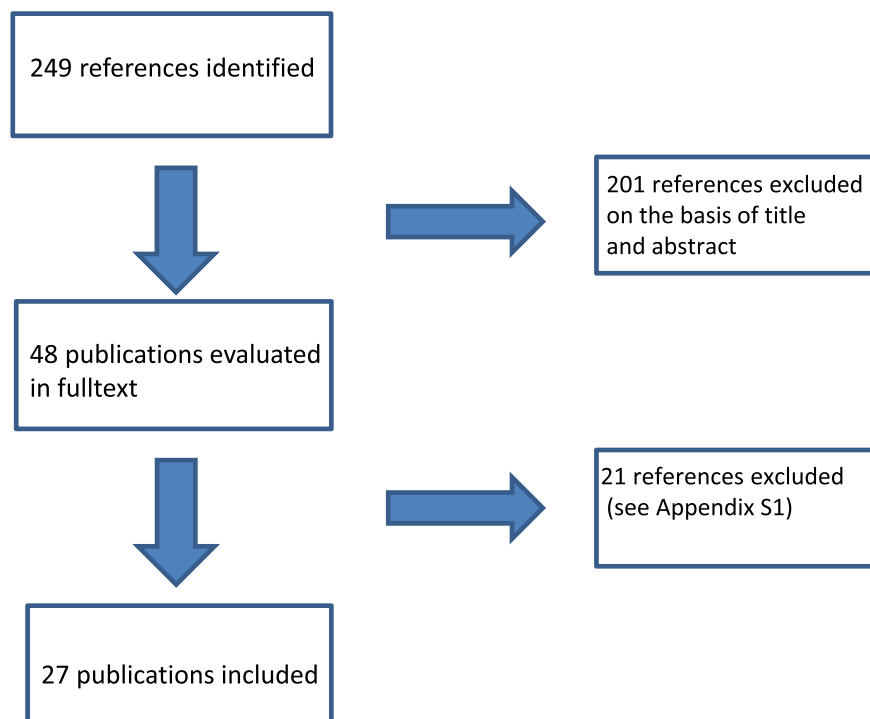 249 references identified
201 references excluded
on the basis of title
and abstract
48 publications evaluated
in fulltext
21 references excluded
(see Appendix S1)
27 publications included